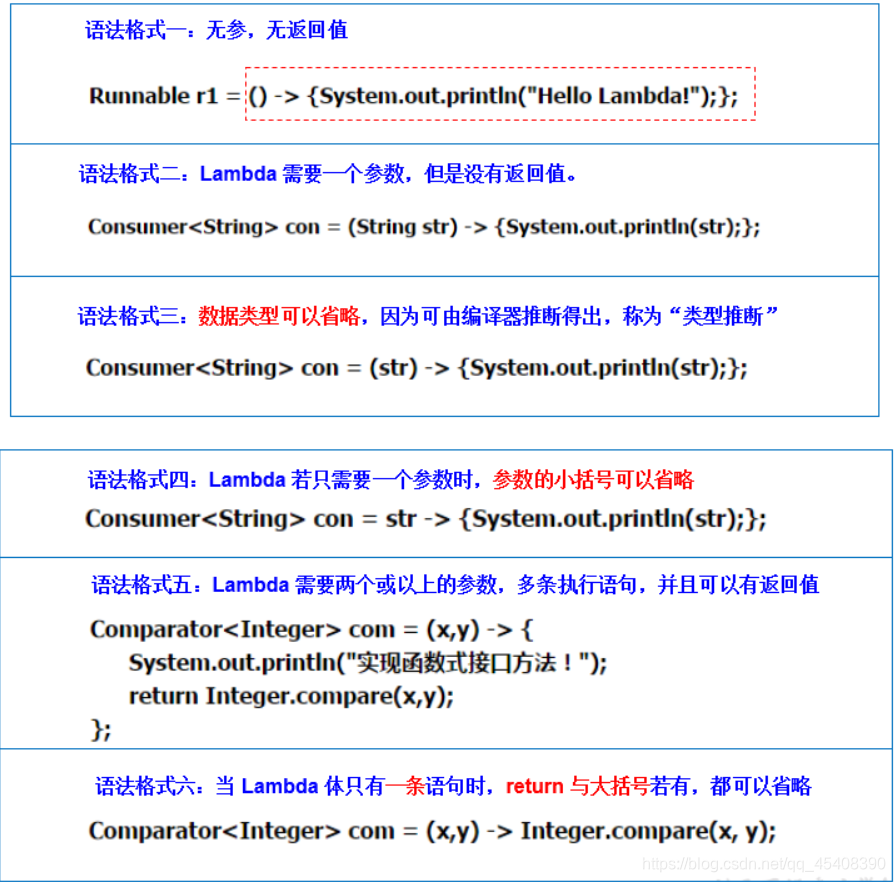 语法格式一：无参，无返回值
Runnable r1 = () -> {System.out.println("Hello Lambda!");};
语法格式二：Lambda 需要一个参数，但是没有返回值。
Consumer<String> con = (String str) -> {System.out.println(str);};
语法格式三：数据类型可以省略，因为可由编译器推断得出，称为“类型推断”
Consumer<String> con = (str) -> {System.out.println(str);};
语法格式四：Lambda 若只需要一个参数时，参数的小括号可以省略
Consumer<String> con = str -> {System.out.println(str);};
语法格式五：Lambda 需要两个或以上的参数，多条执行语句，并且可以有返回值
Comparator<Integer> com = (x,y) -> {
System.out.println("实现函数式接口方法！");
return Integer.compare(x,y);
};
语法格式六：当 Lambda 体只有一条语句时，return 与大括号若有，都可以省略
Comparator<Integer> com = (x,y) -> Integer.compare(x, y);
https://blog.csdn.net/qq_45408390